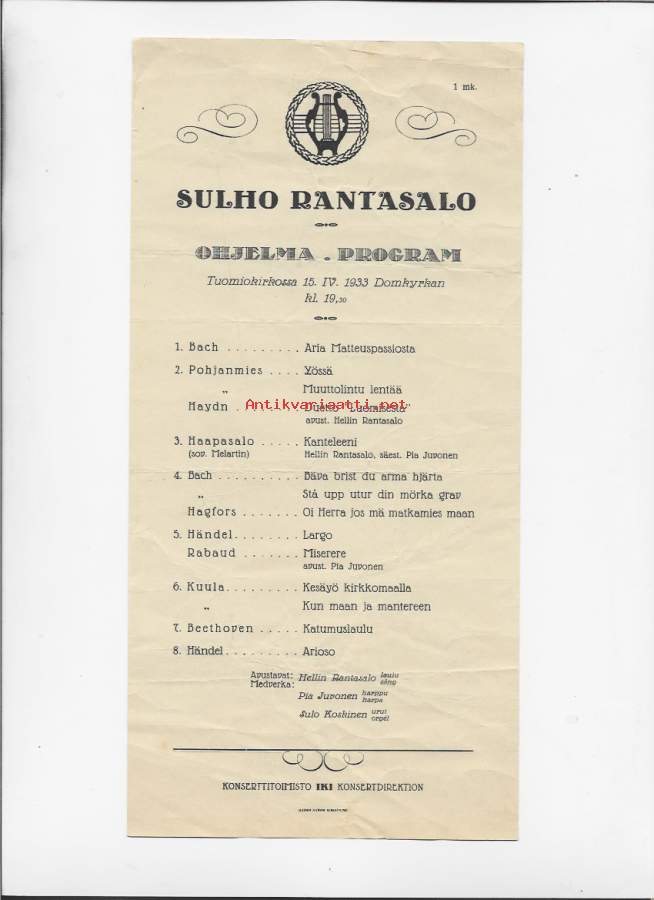 1 mk.
SULHO RANTASALO
OHJELMA . PROGRAM
Tuomiokirkossa 15. IV. 1933 Domkyrkan
kl. 19,30
1. Bach . . . . . . . . . Aria Matteuspassiosta
2. Pohjanmies . . . . Yössä
„ Muuttolintu lentää
Antikvariaatti.net
Haydn . . . . . . . . Duetto "Luomisesta"
avust. Hellin Rantasalo
3. Haapasalo . . . . . Kanteleeni
(sov. Melartin) Hellin Rantasalo, säest. Pia Juvonen
4. Bach . . . . . . . . . . Bäva brist du arma hjärta
„ Stå upp utur din mörka grav
Hagfors . . . . . . . Oi Herra jos mä matkamies maan
5. Händel . . . . . . . . Largo
Rabaud . . . . . . . Miserere
avust. Pia Juvonen
6. Kuula . . . . . . . . . Kesäyö kirkkomaalla
„ Kun maan ja mantereen
7. Beethoven . . . . . Katumuslaulu
8. Händel . . . . . . . . . Arioso
Avustavat: Medverka: Hellin Rantasalo laulu sång
Pia Juvonen harppu harpa
Sulo Koskinen urut orgel
KONSERTTITOIMISTO IKI KONSERTDIREKTION